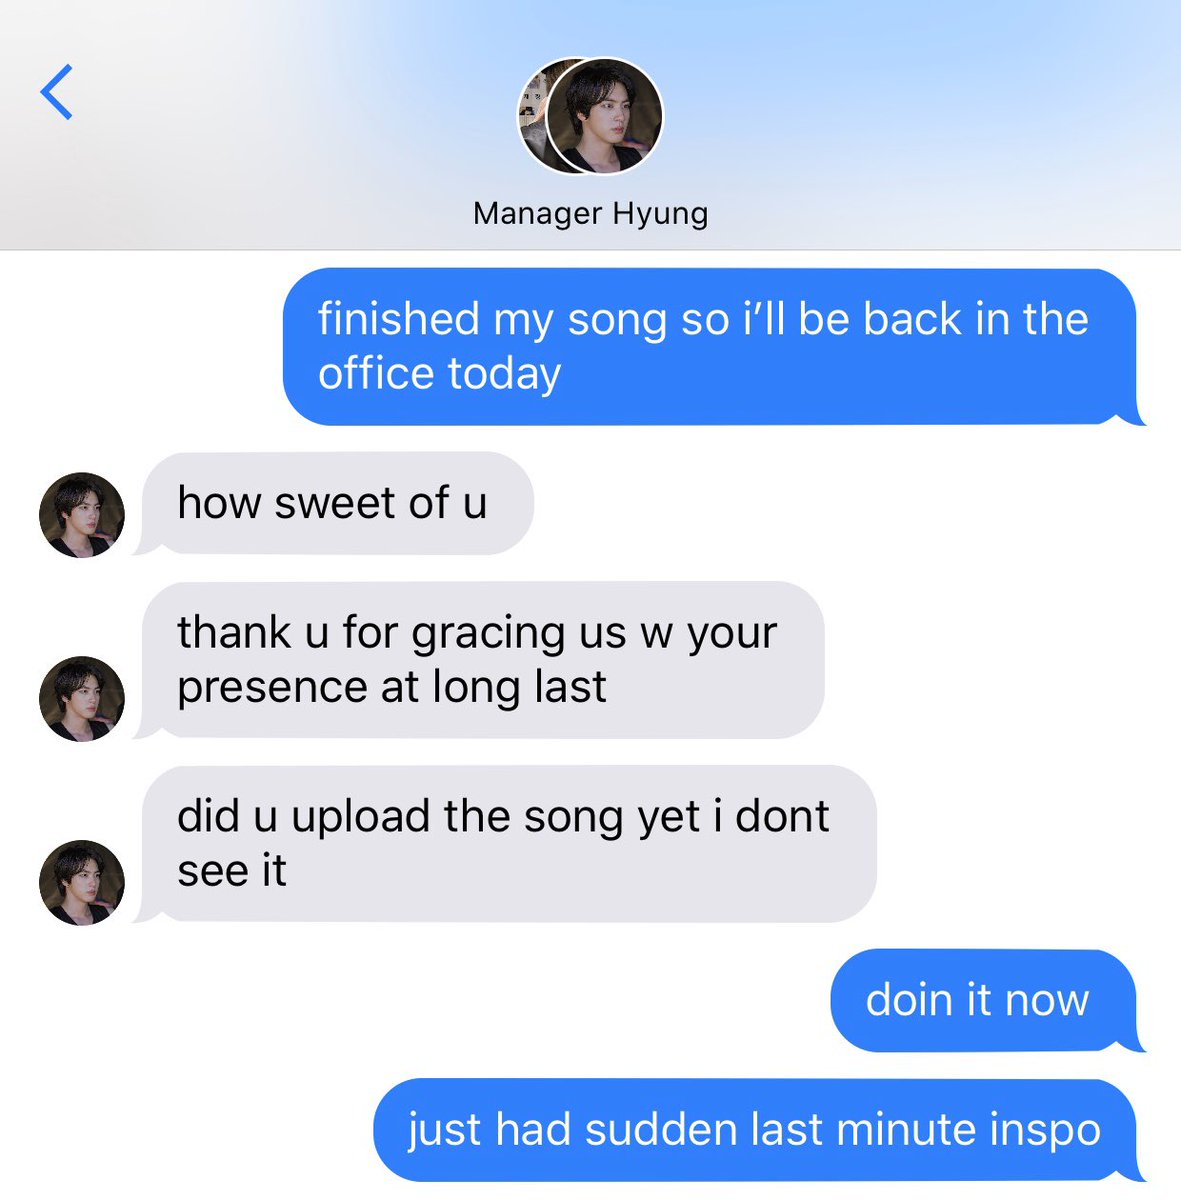 Manager Hyung
finished my song so i’ll be back in the
office today
how sweet of u
thank u for gracing us w your
presence at long last
did u upload the song yet i dont
see it
doin it now
just had sudden last minute inspo